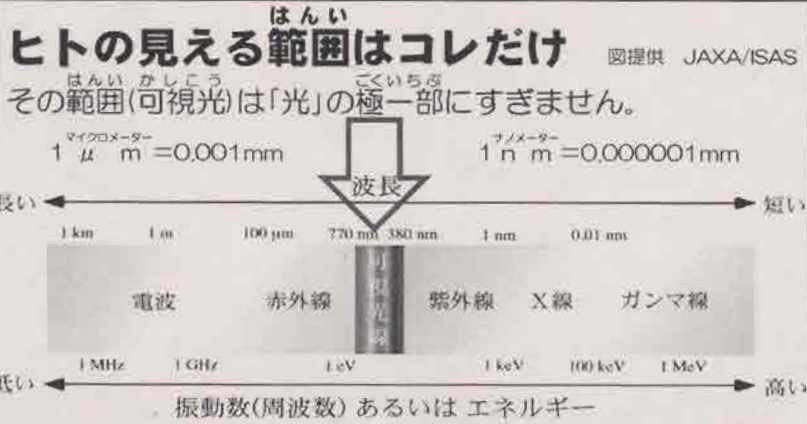 はんい
ヒトの見える範囲はコレだけ 図提供 JAXA/ISAS
はんい かしこう ごくいちぶ
その範囲(可視光)は「光」の極一部にすぎません。
マイクロメーター ナノメーター
1 μ m =0.001mm 1 n m =0.000001mm
波長
長い 短い
1 km 1 m 100 μm 770 nm 380 nm 1 nm 0.01 nm
電波 赤外線 紫外線 X線 ガンマ線
1 MHz 1 GHz 1 eV 1 keV 100 keV 1 MeV
低い 高い
振動数(周波数) あるいは エネルギー